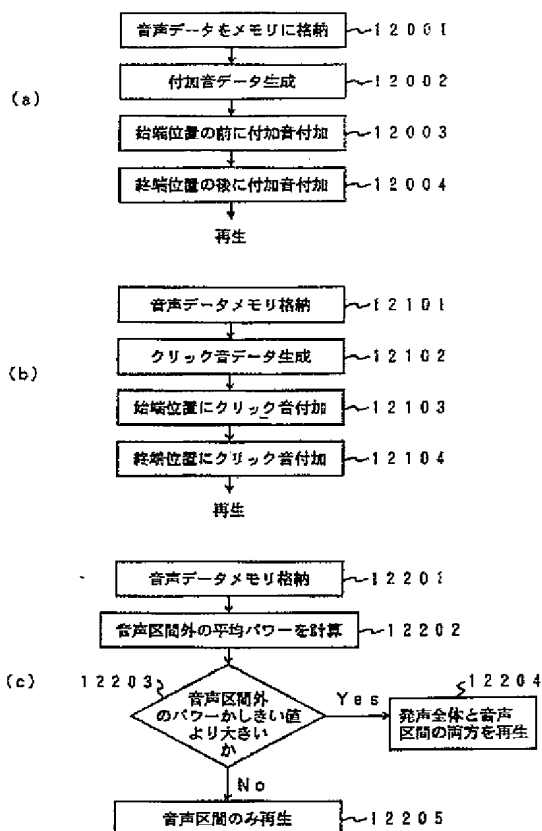 音声データをメモリに格納 12001
付加音データ生成 12002
(a)
始端位置の前に付加音付加 12003
終端位置の後に付加音付加 12004
再生
音声データメモリ格納 12101
クリック音データ生成 12102
(b)
始端位置にクリック音付加 12103
終端位置にクリック音付加 12104
再生
音声データメモリ格納 12201
音声区間外の平均パワーを計算 12202
(c)
12203
音声区間外
のパワーかしきい値
より大きい
か
Yes
12204
発声全体と音声
区間の両方を再生
No
音声区間のみ再生 12205